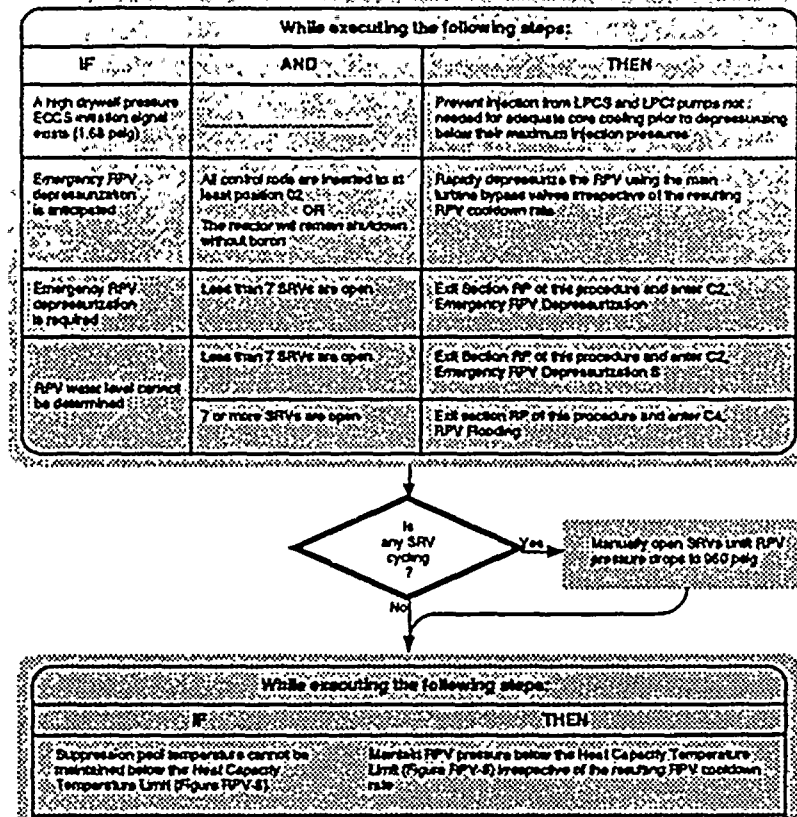 While executing the following steps:
IF AND THEN
A high drywell pressure
ECCS initiation signal
exists (1.68 psig)
Prevent injection from LPCS and LPCI pumps not
needed for adequate core cooling prior to depressurizing
below their maximum injection pressures
Emergency RPV
depressurization
is anticipated
All control rods are inserted to at
least position 02
OR
The reactor will remain shutdown
without boron
Rapidly depressurize the RPV using the main
turbine bypass valves irrespective of the resulting
RPV cooldown rate
Emergency RPV
depressurization
is required
Less than 7 SRVs are open
Exit Section RP of this procedure and enter C2,
Emergency RPV Depressurization
RPV water level cannot
be determined
Less than 7 SRVs are open
Exit Section RP of this procedure and enter C2,
Emergency RPV Depressurization
7 or more SRVs are open
Exit section RP of this procedure and enter C4,
RPV Flooding
Is
any SRV
cycling
?
Yes
Manually open SRVs until RPV
pressure drops to 960 psig
No
While executing the following steps:
IF THEN
Suppression pool temperature cannot be
maintained below the Heat Capacity
Temperature Limit (Figure RPV-8)
Maintain RPV pressure below the Heat Capacity Temperature
Limit (Figure RPV-8) irrespective of the resulting RPV cooldown
rate